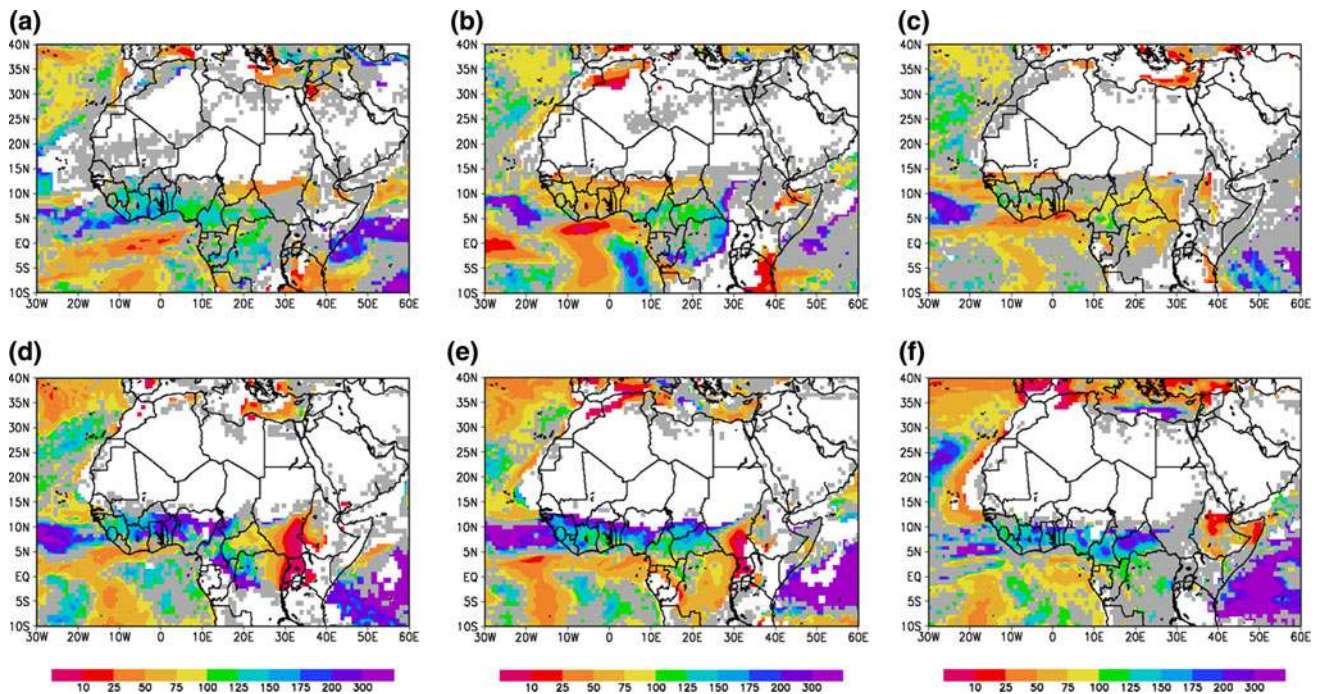 (a) (b) (c)
40N 40N 40N
35N 35N 35N
30N 30N 30N
25N 25N 25N
20N 20N 20N
15N 15N 15N
10N 10N 10N
5N 5N 5N
EQ EQ EQ
5S 5S 5S
10S 10S 10S
30W 20W 10W 0 10E 20E 30E 40E 50E 60E 30W 20W 10W 0 10E 20E 30E 40E 50E 60E 30W 20W 10W 0 10E 20E 30E 40E 50E 60E
(d) (e) (f)
40N 40N 40N
35N 35N 35N
30N 30N 30N
25N 25N 25N
20N 20N 20N
15N 15N 15N
10N 10N 10N
5N 5N 5N
EQ EQ EQ
5S 5S 5S
10S 10S 10S
30W 20W 10W 0 10E 20E 30E 40E 50E 60E 30W 20W 10W 0 10E 20E 30E 40E 50E 60E 30W 20W 10W 0 10E 20E 30E 40E 50E 60E
10 25 50 75 100 125 150 175 200 300 10 25 50 75 100 125 150 175 200 300 10 25 50 75 100 125 150 175 200 300